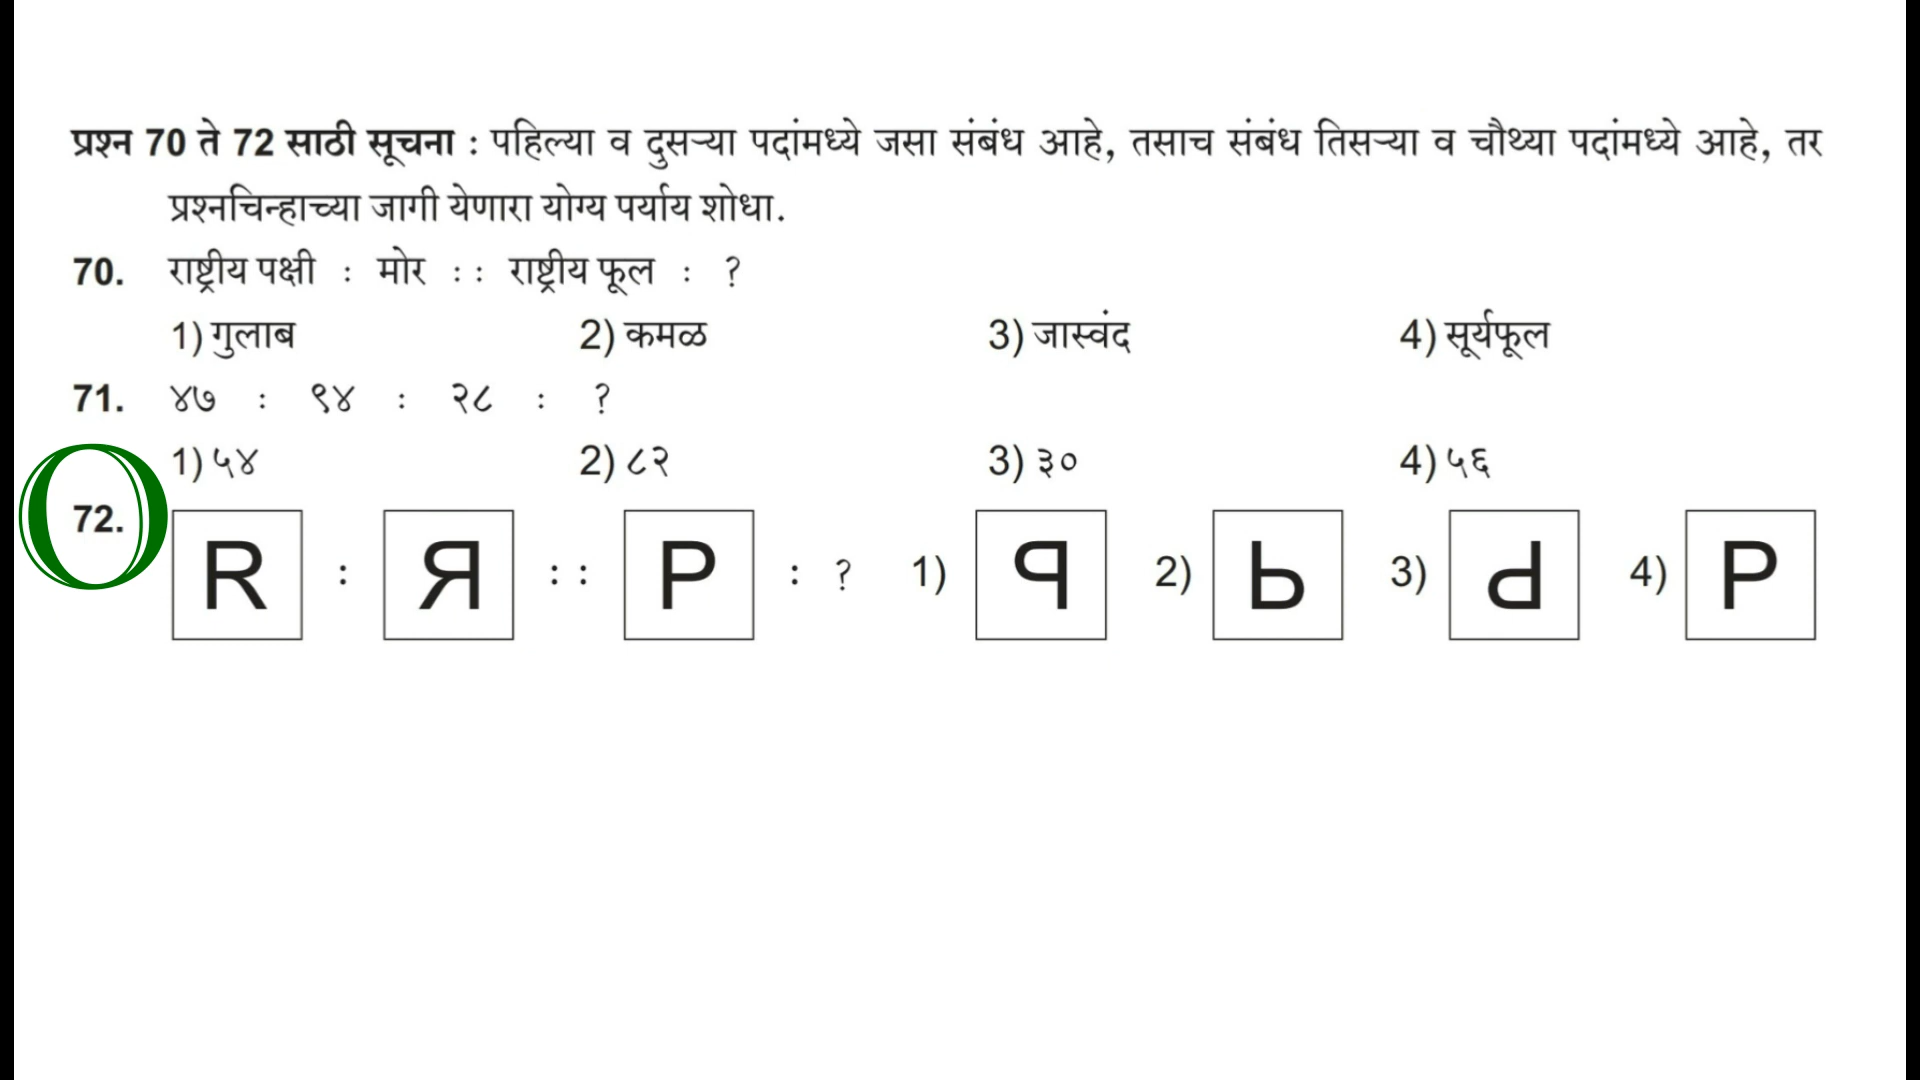 प्रश्न 70 ते 72 साठी सूचना : पहिल्या व दुसऱ्या पदांमध्ये जसा संबंध आहे, तसाच संबंध तिसऱ्या व चौथ्या पदांमध्ये आहे, तर
प्रश्नचिन्हाच्या जागी येणारा योग्य पर्याय शोधा.
70. राष्ट्रीय पक्षी : मोर : : राष्ट्रीय फूल : ?
1) गुलाब 2) कमळ 3) जास्वंद 4) सूर्यफूल
71. ४७ : ९४ : २८ : ?
1) ५४ 2) ८२ 3) ३० 4) ५६
72. R : Я : : P : ? 1) ꟼ 2) Ь 3) d 4) P